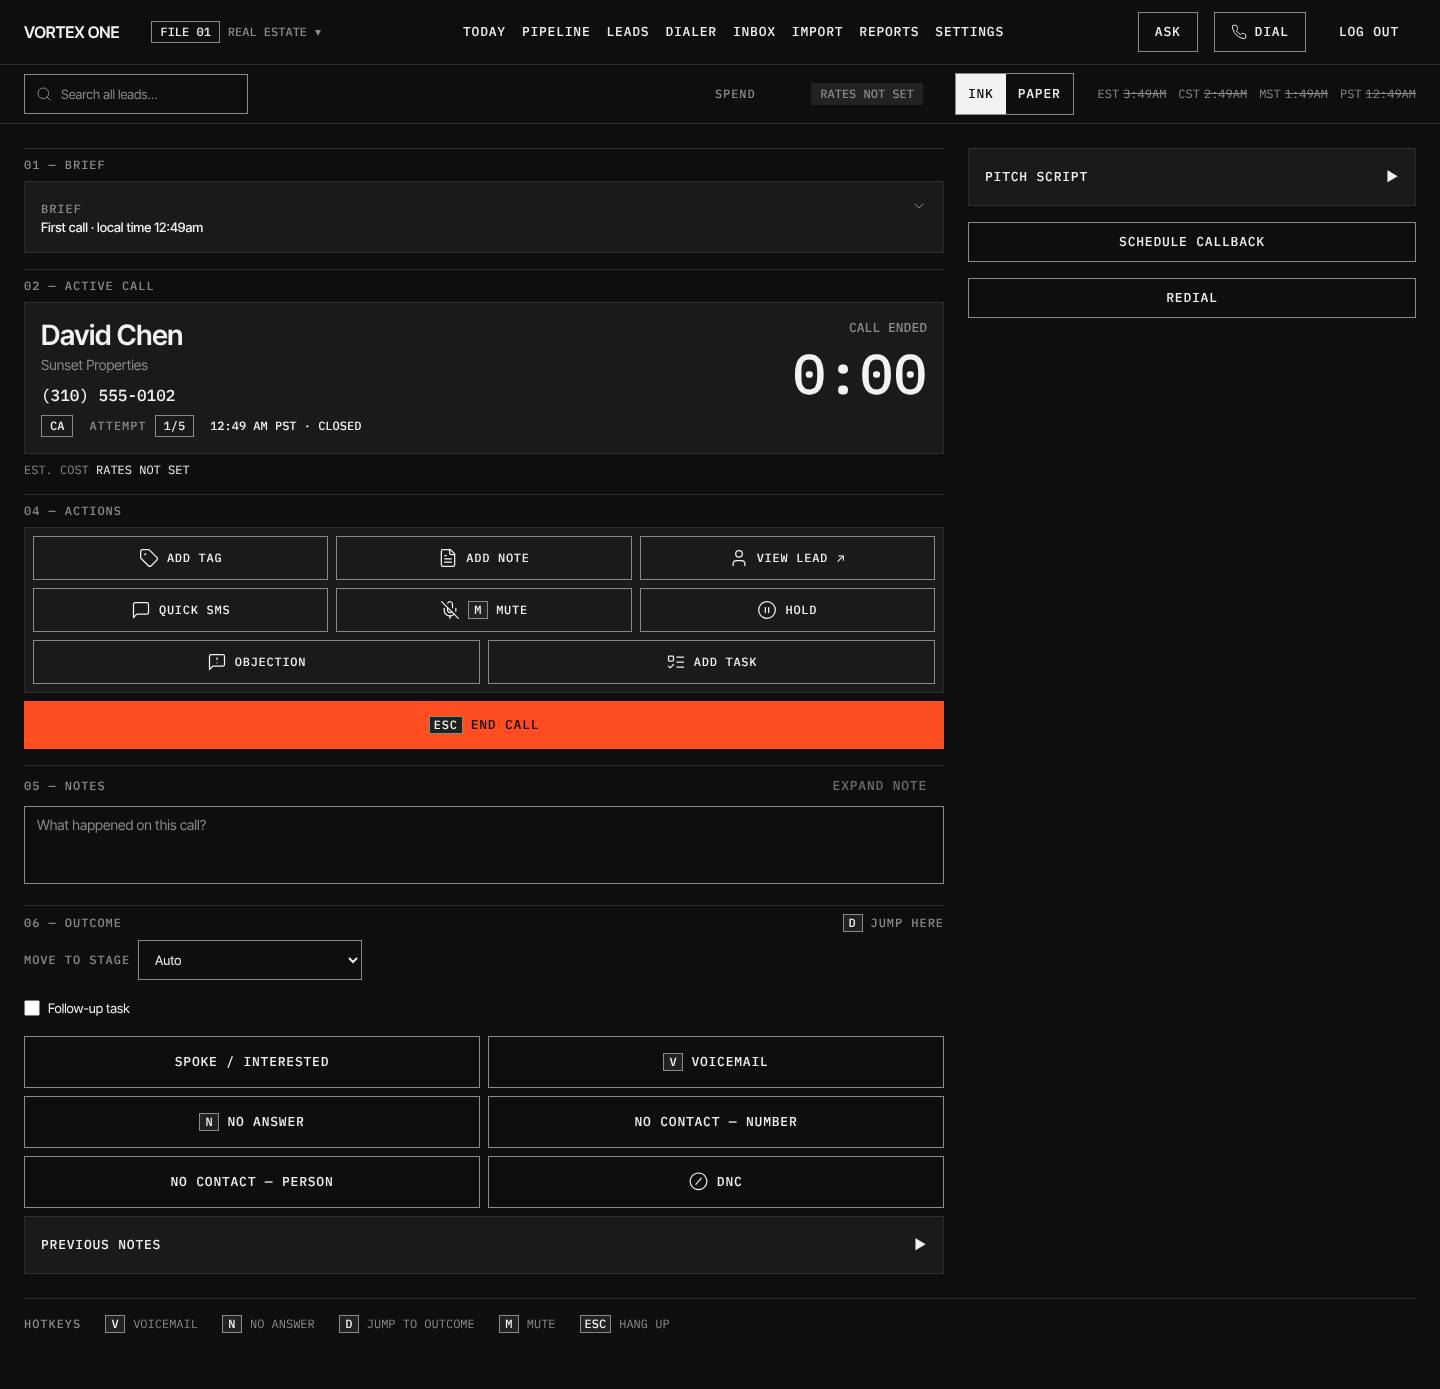 VORTEX ONE FILE 01 REAL ESTATE ▾ TODAY PIPELINE LEADS DIALER INBOX IMPORT REPORTS SETTINGS ASK DIAL LOG OUT
Search all leads... SPEND RATES NOT SET INK PAPER EST 3:49AM CST 2:49AM MST 1:49AM PST 12:49AM
01 — BRIEF
BRIEF
First call · local time 12:49am
02 — ACTIVE CALL
David Chen
Sunset Properties
(310) 555-0102
CA ATTEMPT 1/5 12:49 AM PST · CLOSED
CALL ENDED
0:00
EST. COST RATES NOT SET
04 — ACTIONS
ADD TAG ADD NOTE VIEW LEAD ↗
QUICK SMS M MUTE HOLD
OBJECTION ADD TASK
ESC END CALL
05 — NOTES EXPAND NOTE
What happened on this call?
06 — OUTCOME D JUMP HERE
MOVE TO STAGE Auto
Follow-up task
SPOKE / INTERESTED V VOICEMAIL
N NO ANSWER NO CONTACT — NUMBER
NO CONTACT — PERSON DNC
PREVIOUS NOTES ▶
PITCH SCRIPT ▶
SCHEDULE CALLBACK
REDIAL
HOTKEYS V VOICEMAIL N NO ANSWER D JUMP TO OUTCOME M MUTE ESC HANG UP